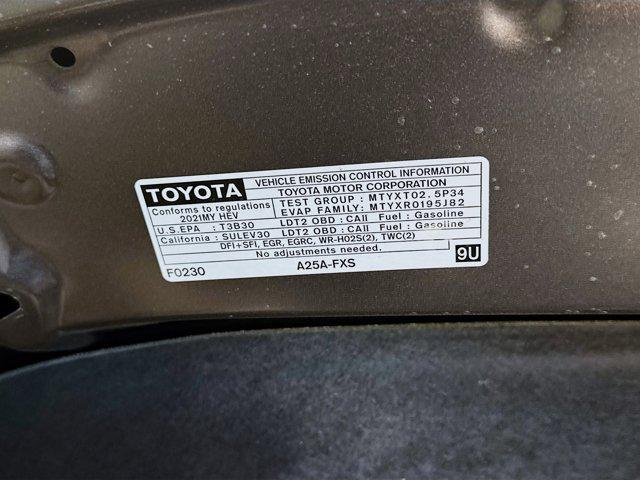 TOYOTA VEHICLE EMISSION CONTROL INFORMATION
TOYOTA MOTOR CORPORATION
Conforms to regulations TEST GROUP : MTYXT02.5P34
2021MY HEV EVAP FAMILY: MTYXR0195J82
U.S.EPA : T3B30 LDT2 OBD : CAII Fuel : Gasoline
California : SULEV30 LDT2 OBD : CAII Fuel : Gasoline
DFI+SFI, EGR, EGRC, WR-HO2S(2), TWC(2)
No adjustments needed.
F0230 A25A-FXS 9U